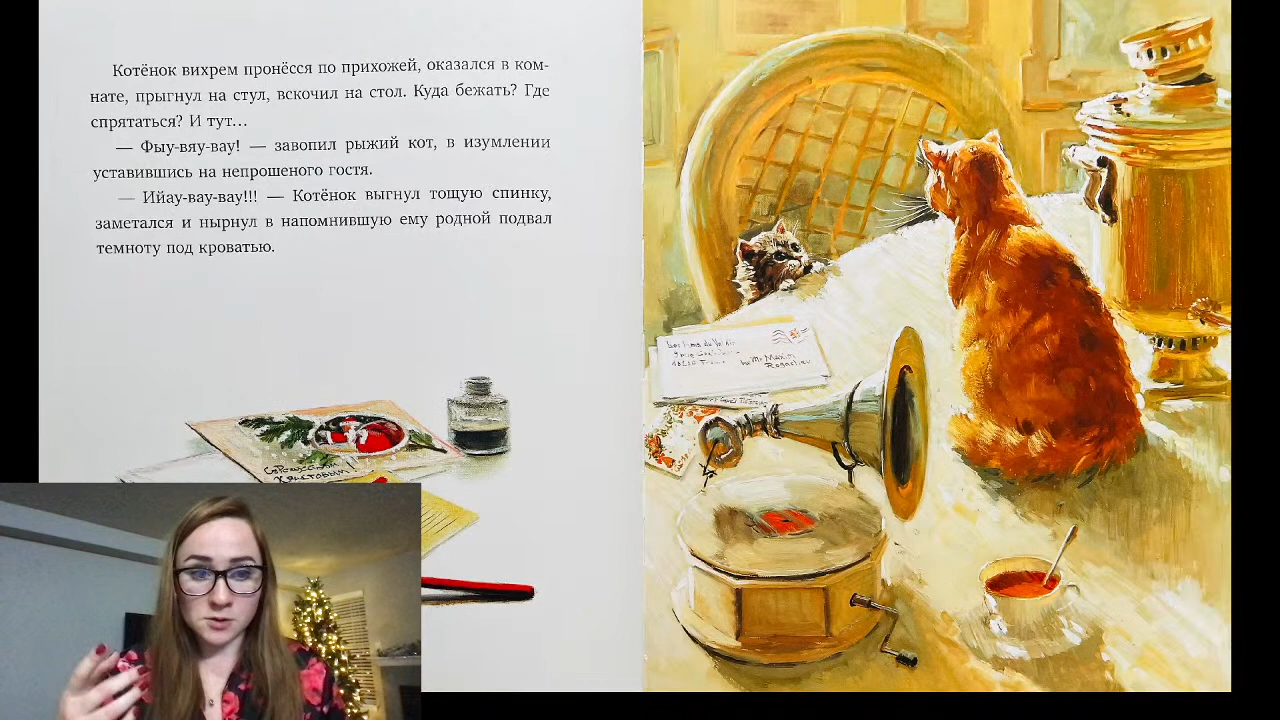 Котёнок вихрем пронёсся по прихожей, оказался в ком-
нате, прыгнул на стул, вскочил на стол. Куда бежать? Где
спрятаться? И тут...
— Фыу-вяу-вау! — завопил рыжий кот, в изумлении
уставившись на непрошеного гостя.
— Ийау-вау-вау!!! — Котёнок выгнул тощую спинку,
заметался и нырнул в напомнившую ему родной подвал
темноту под кроватью.